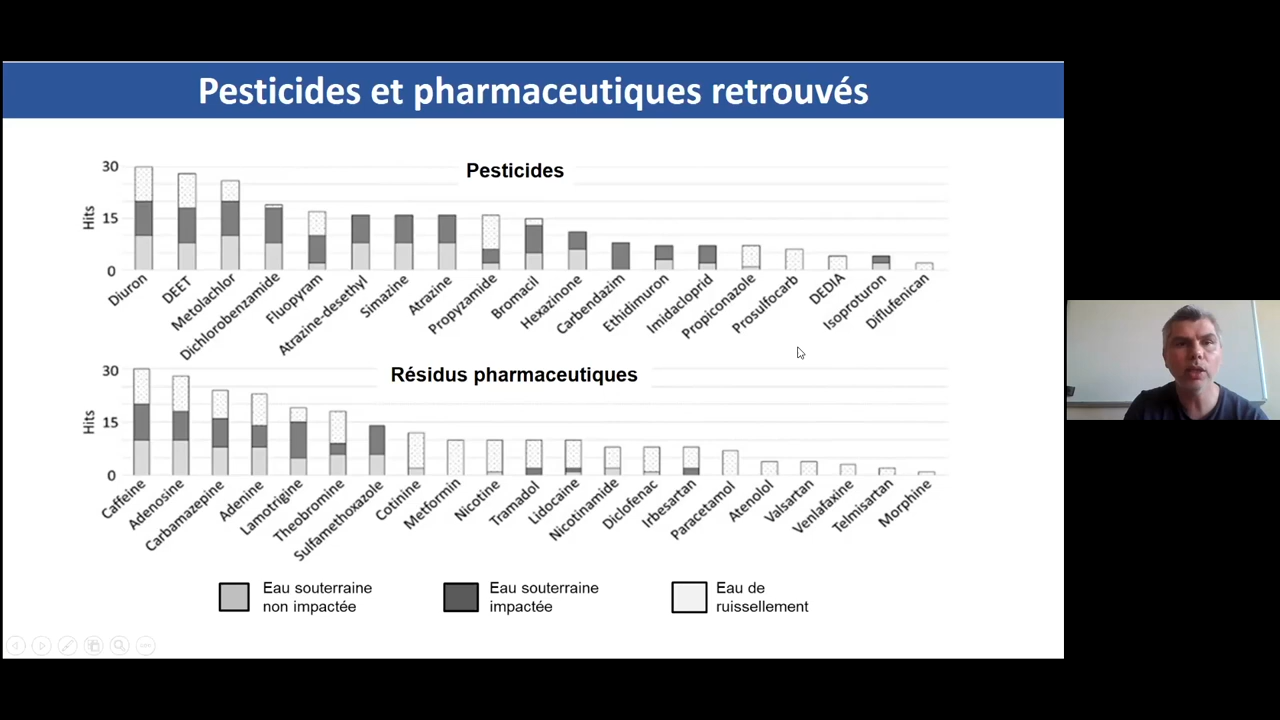 Pesticides et pharmaceutiques retrouvés
Pesticides
30
15
0
Hits
Diuron
DEET
Metolachlor
Dichlorobenzamide
Fluopyram
Atrazine-desethyl
Simazine
Atrazine
Propyzamide
Bromacil
Hexazinone
Carbendazim
Ethidimuron
Imidacloprid
Propiconazole
Prosulfocarb
DEDIA
Isoproturon
Diflufenican
Résidus pharmaceutiques
30
15
0
Hits
Caffeine
Adenosine
Carbamazepine
Adenine
Lamotrigine
Theobromine
Sulfamethoxazole
Cotinine
Metformin
Nicotine
Tramadol
Lidocaine
Nicotinamide
Diclofenac
Irbesartan
Paracetamol
Atenolol
Valsartan
Venlafaxine
Telmisartan
Morphine
Eau souterraine
non impactée
Eau souterraine
impactée
Eau de
ruissellement